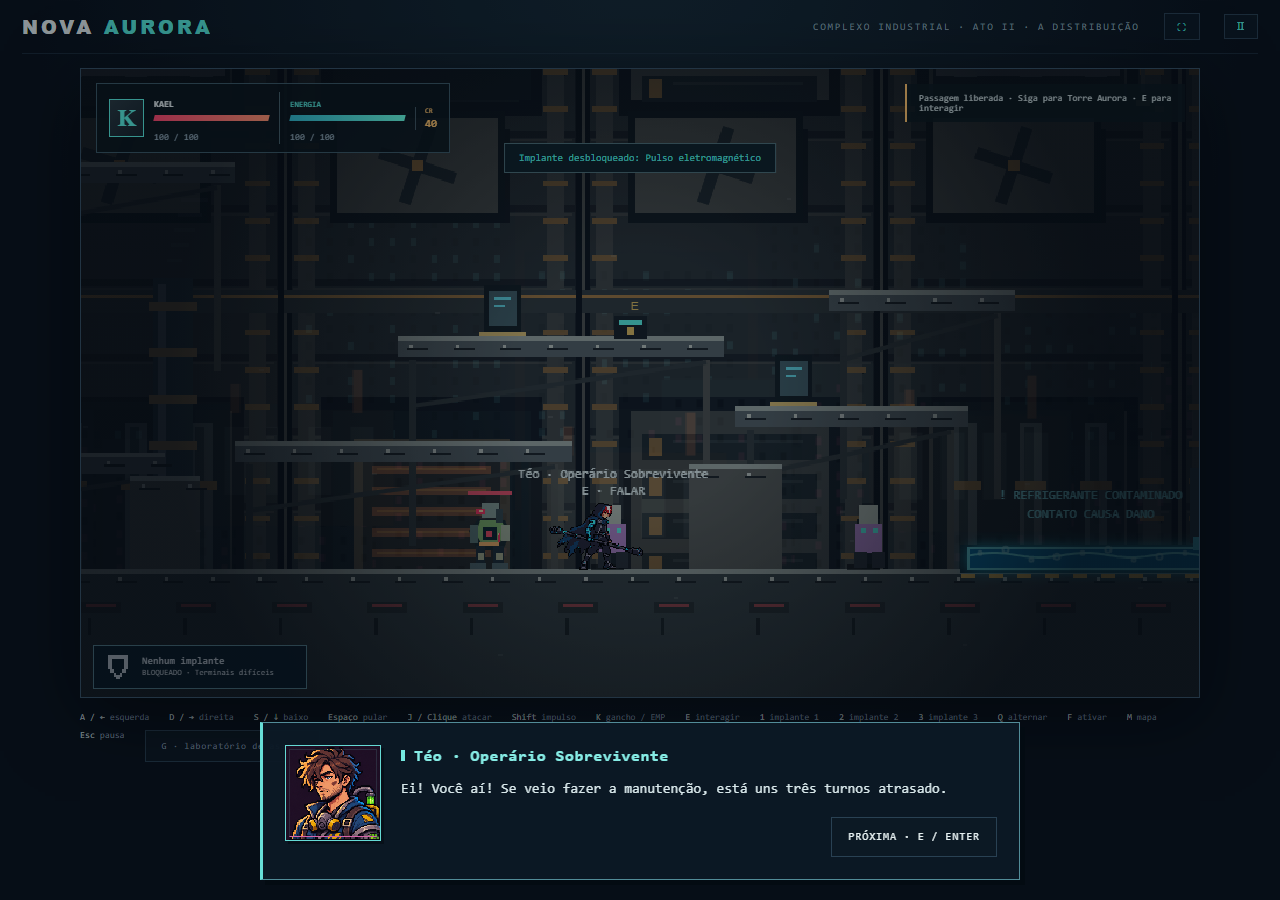 NOVA AURORA
COMPLEXO INDUSTRIAL · ATO II · A DISTRIBUIÇÃO
II
K
KAEL
100 / 100
ENERGIA
100 / 100
CR
40
Passagem liberada · Siga para Torre Aurora · E para
interagir
Implante desbloqueado: Pulso eletromagnético
E
Téo · Operário Sobrevivente
E · FALAR
! REFRIGERANTE CONTAMINADO
CONTATO CAUSA DANO
Nenhum implante
BLOQUEADO · Terminais difíceis
A / ← esquerda D / → direita S / ↓ baixo Espaço pular J / Clique atacar Shift impulso K gancho / EMP E Interagir 1 implante 1 2 implante 2 3 implante 3 Q alternar F ativar M mapa
Esc pausa
G · laboratório
Téo · Operário Sobrevivente
Ei! Você aí! Se veio fazer a manutenção, está uns três turnos atrasado.
PRÓXIMA · E / ENTER